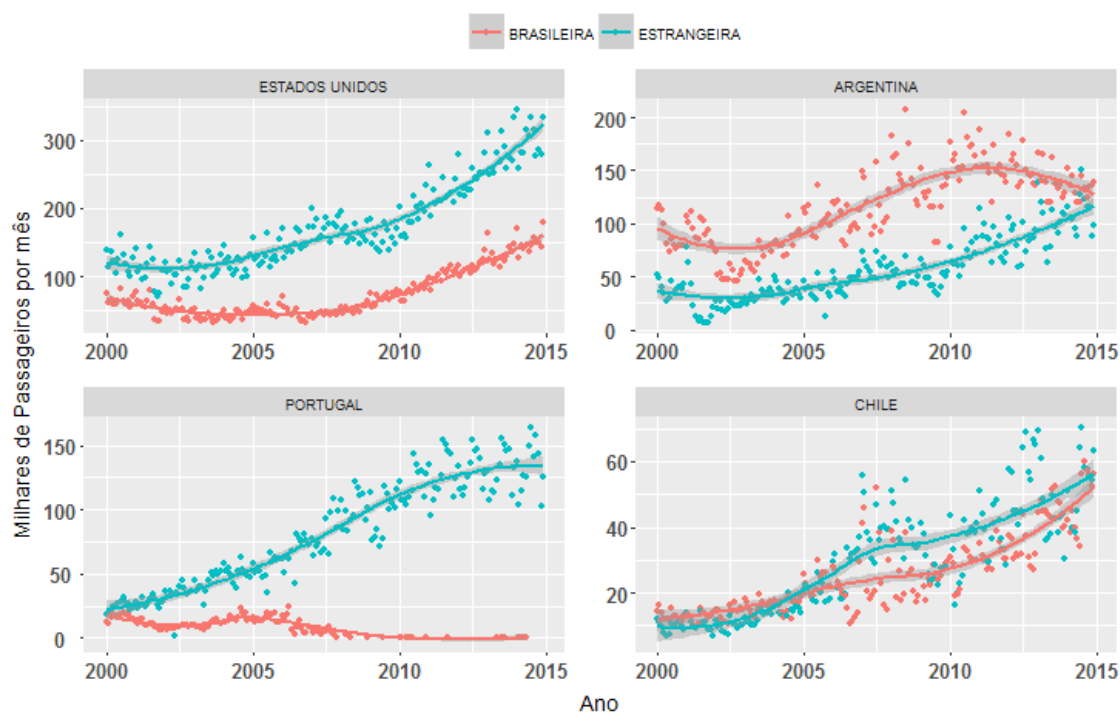 BRASILEIRA ESTRANGEIRA
Milhares de Passageiros por mês
ESTADOS UNIDOS
300
200
100
2000 2005 2010 2015
ARGENTINA
200
150
100
50
0
2000 2005 2010 2015
PORTUGAL
150
100
50
0
2000 2005 2010 2015
CHILE
60
40
20
2000 2005 2010 2015
Ano